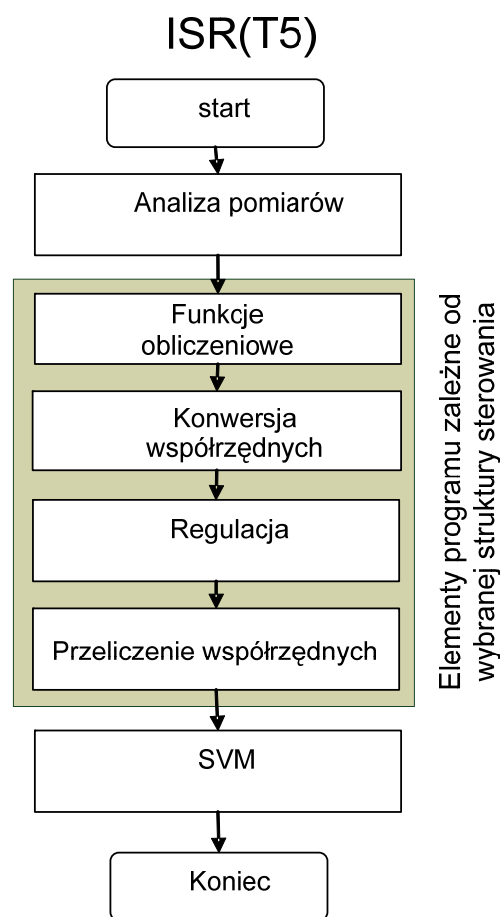 ISR(T5)
start
Analiza pomiarów
Funkcje
obliczeniowe
Konwersja
współrzędnych
Regulacja
Przeliczenie współrzędnych
SVM
Koniec
Elementy programu zależne od
wybranej struktury sterowania